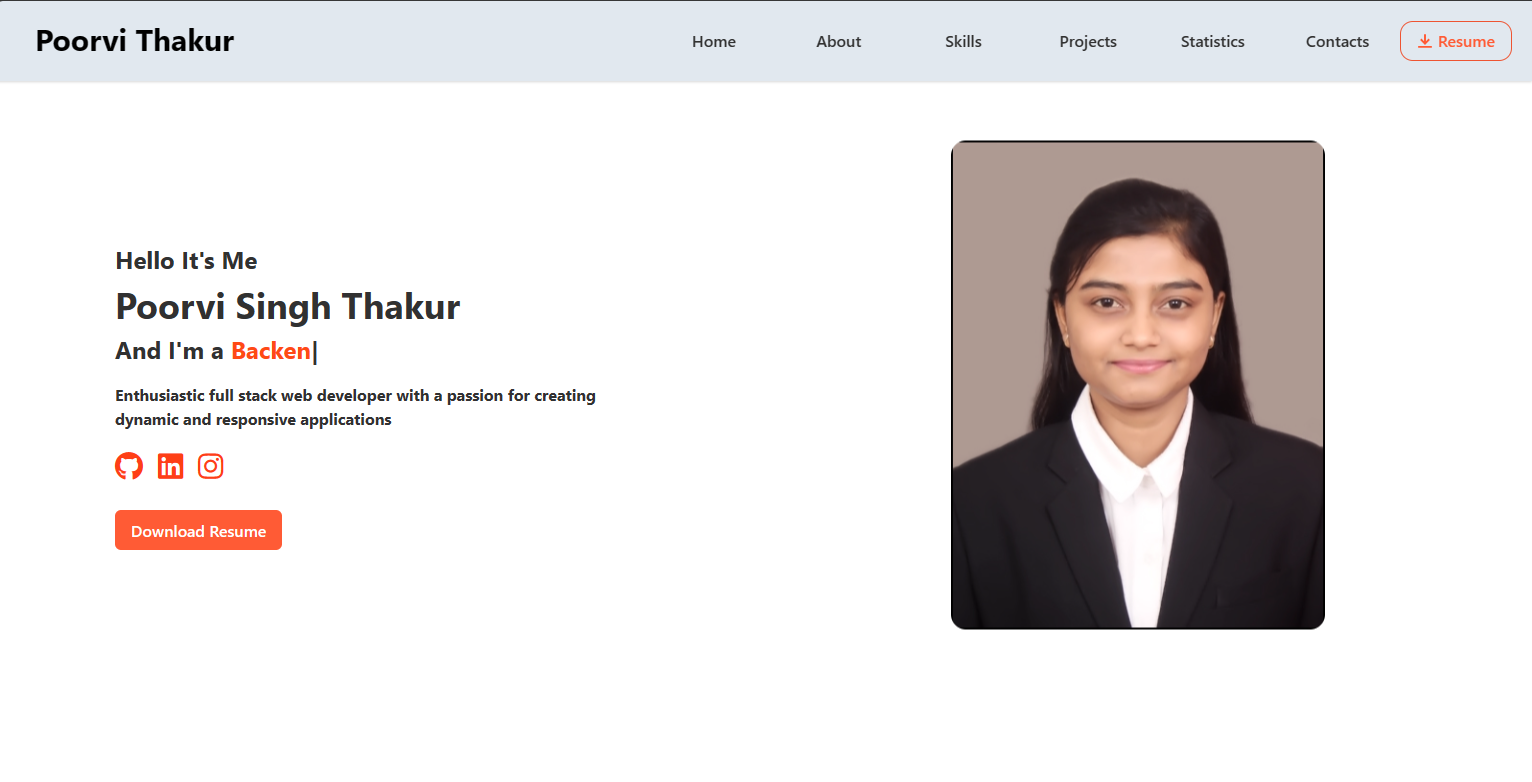 Poorvi Thakur
Home
About
Skills
Projects
Statistics
Contacts
Resume
Hello It's Me
Poorvi Singh Thakur
And I'm a Backen|
Enthusiastic full stack web developer with a passion for creating
dynamic and responsive applications
in
Download Resume